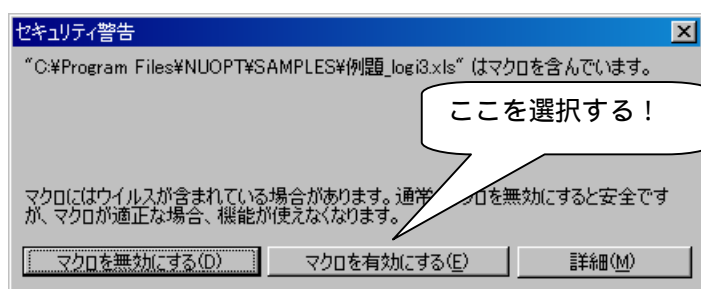 セキュリティ警告
"C:¥Program Files¥NUOPT¥SAMPLES¥例題_logi3.xls" はマクロを含んでいます。
ここを選択する！
マクロにはウイルスが含まれている場合があります。通常 クロを無効にすると安全です
が、マクロが適正な場合、機能が使えなくなります。
マクロを無効にする(D)
マクロを有効にする(E)
詳細(M)